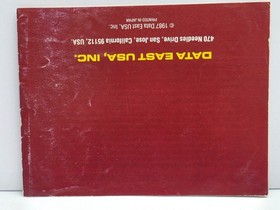 DATA EAST USA, INC.
470 Needles Drive, San Jose, California 95112, USA.
© 1987 Data East USA, Inc.
PRINTED IN JAPAN